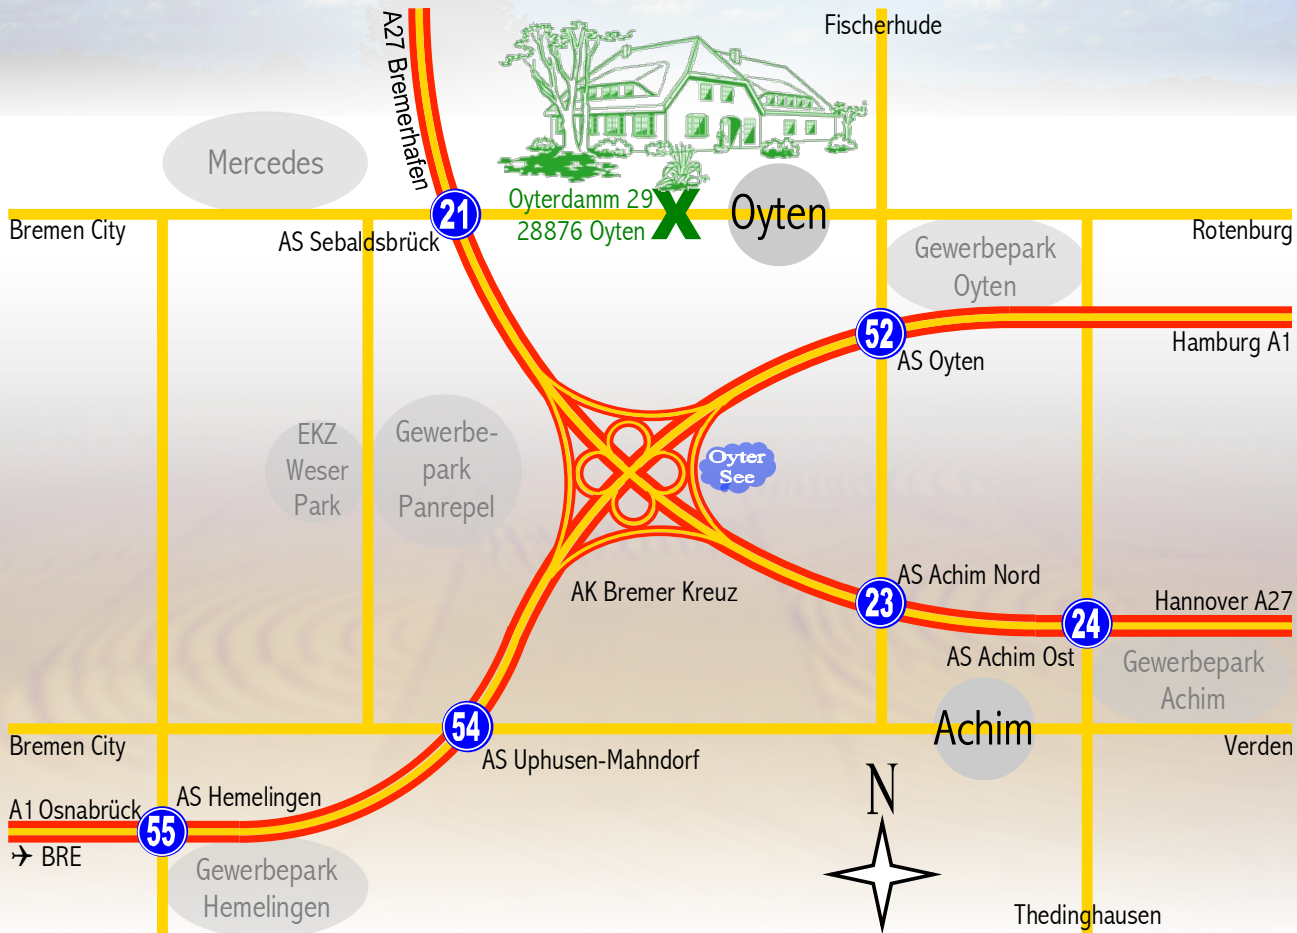 A27 Bremerhafen
Fischerhude
Mercedes
Oyterdamm 29
28876 Oyten
X
Oyten
Bremen City
21
AS Sebaldsbrück
Rotenburg
Gewerbepark
Oyten
52
AS Oyten
Hamburg A1
EKZ
Weser
Park
Gewerbe-
park
Panrepel
Oyter
See
AK Bremer Kreuz
AS Achim Nord
23
Hannover A27
24
AS Achim Ost
Gewerbepark
Achim
Bremen City
54
AS Uphusen-Mahndorf
Achim
Verden
N
A1 Osnabrück
AS Hemelingen
55
✈ BRE
Gewerbepark
Hemelingen
Thedinghausen